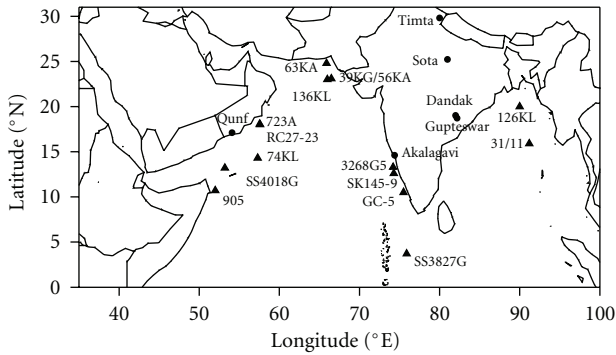 30
25
20
15
10
5
0
Latitude (°N)
Timta
63KA
39KG/56KA
136KL
Sota
Dandak
Gupteswar
126KL
31/11
Qunf
723A
RC27-23
74KL
SS4018G
905
Akalagavi
3268G5
SK145-9
GC-5
SS3827G
40 50 60 70 80 90 100
Longitude (°E)